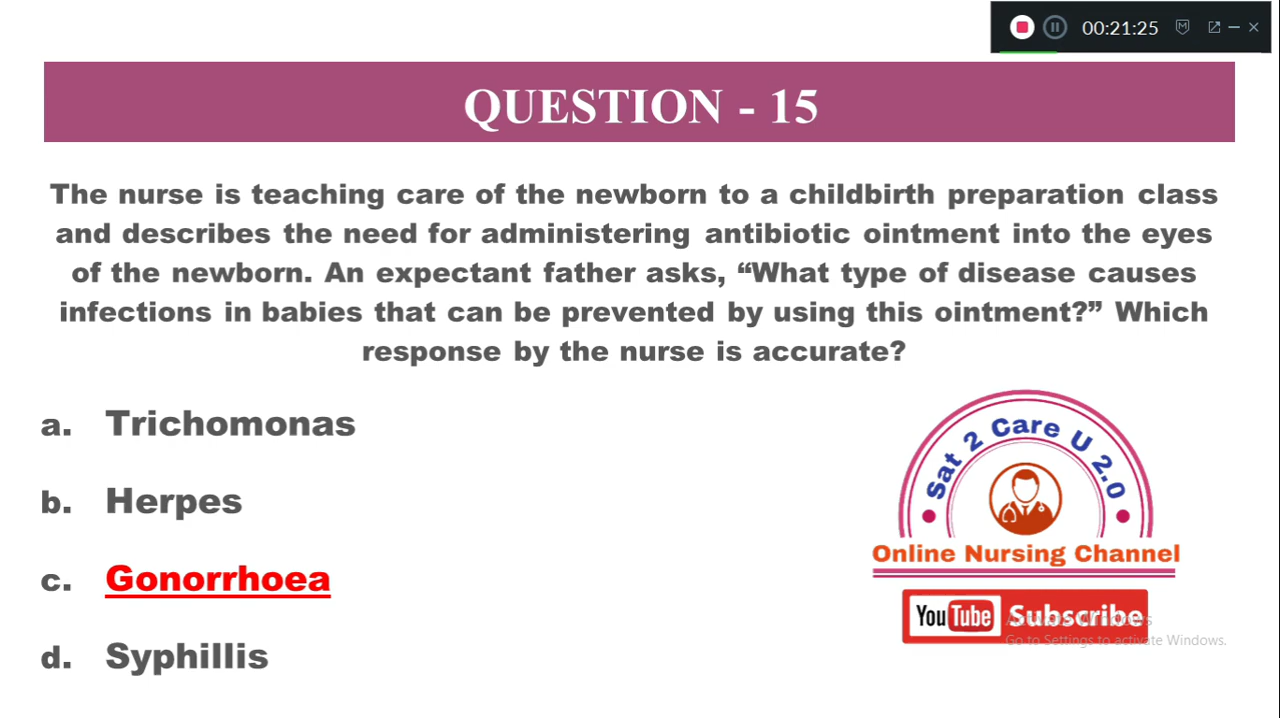 00:21:25
QUESTION - 15
The nurse is teaching care of the newborn to a childbirth preparation class
and describes the need for administering antibiotic ointment into the eyes
of the newborn. An expectant father asks, “What type of disease causes
infections in babies that can be prevented by using this ointment?” Which
response by the nurse is accurate?
a. Trichomonas
b. Herpes
c. Gonorrhoea
d. Syphillis
Sat 2 Care U 2.0
Online Nursing Channel
YouTube Subscribe
Activate Windows
Go to Settings to activate Windows.